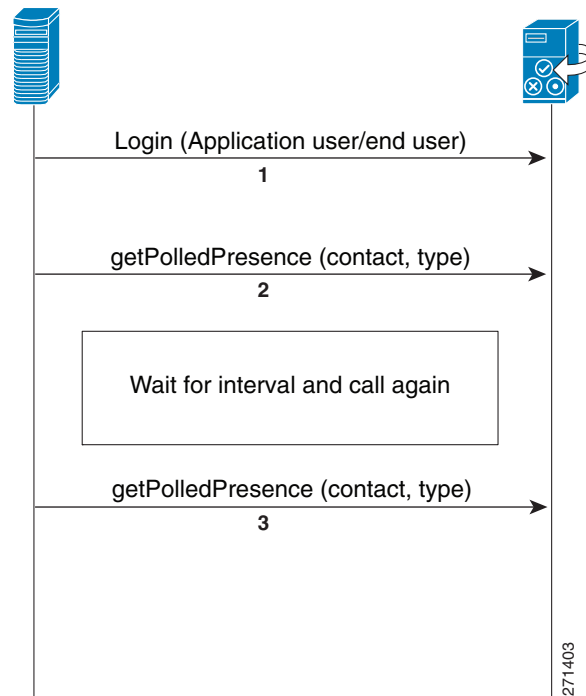 Login (Application user/end user)
1
getPolledPresence (contact, type)
2
Wait for interval and call again
getPolledPresence (contact, type)
3
271403